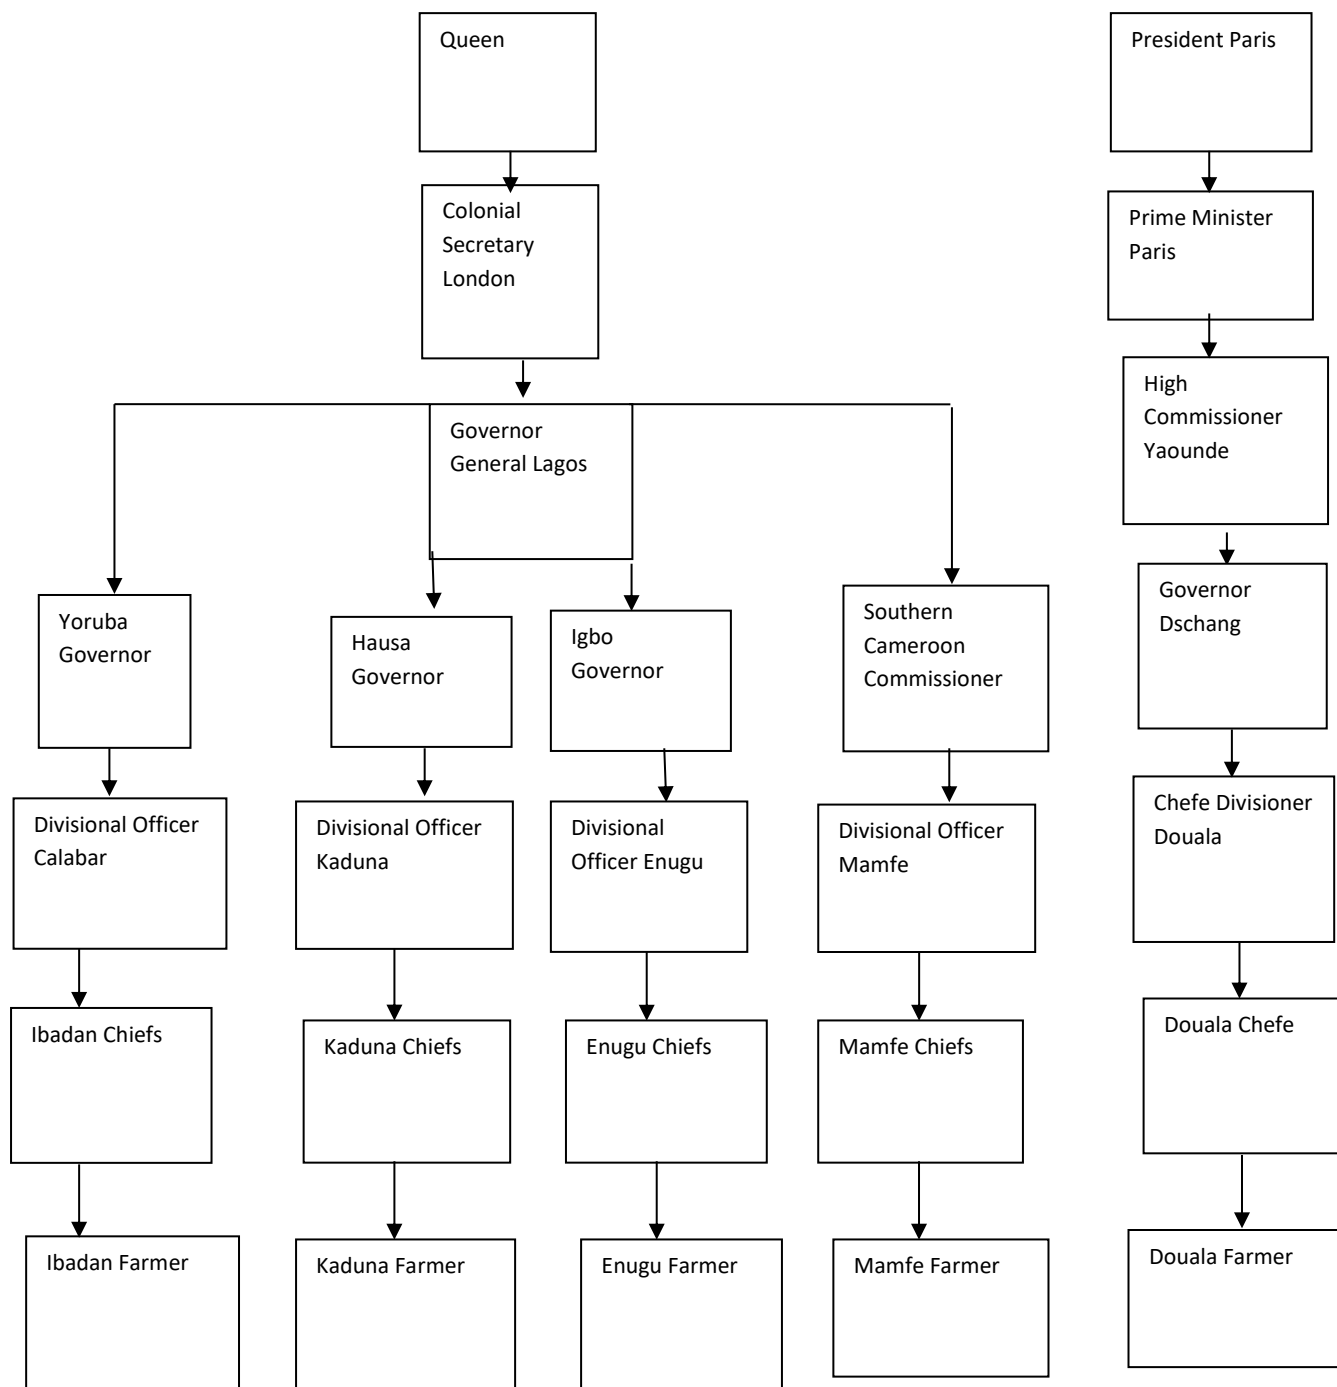 Queen
President Paris
Colonial
Secretary
London
Prime Minister
Paris
High
Commissioner
Yaounde
Governor
General Lagos
Yoruba
Governor
Hausa
Governor
Igbo
Governor
Southern
Cameroon
Commissioner
Governor
Dschang
Divisional Officer
Calabar
Divisional Officer
Kaduna
Divisional
Officer Enugu
Divisional Officer
Mamfe
Chefe Divisioner
Douala
Ibadan Chiefs
Kaduna Chiefs
Enugu Chiefs
Mamfe Chiefs
Douala Chefe
Ibadan Farmer
Kaduna Farmer
Enugu Farmer
Mamfe Farmer
Douala Farmer